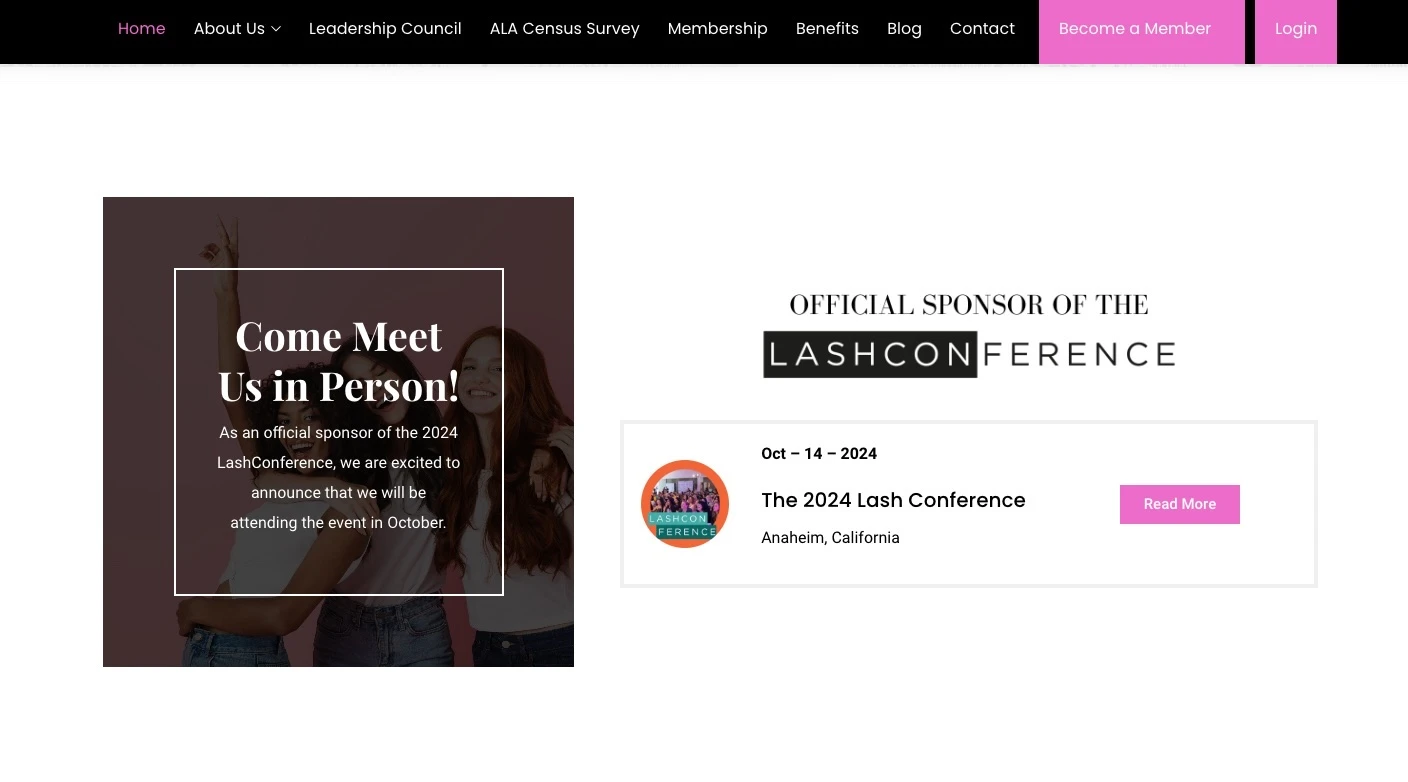 Home About Us Leadership Council ALA Census Survey Membership Benefits Blog Contact Become a Member Login
Come Meet
Us in Person!
As an official sponsor of the 2024
LashConference, we are excited to
announce that we will be
attending the event in October.
OFFICIAL SPONSOR OF THE
LASHCONFERENCE
Oct – 14 – 2024
LASHCON
FERENCE
The 2024 Lash Conference
Anaheim, California
Read More